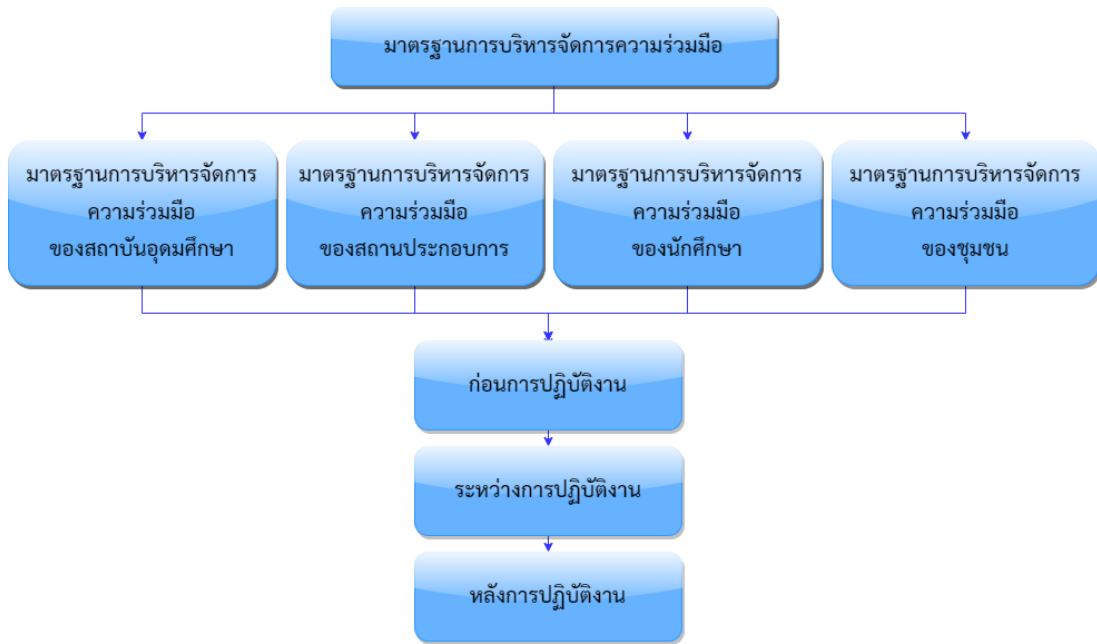 มาตรฐานการบริหารจัดการความร่วมมือ
มาตรฐานการบริหารจัดการ
ความร่วมมือ
ของสถาบันอุดมศึกษา
มาตรฐานการบริหารจัดการ
ความร่วมมือ
ของสถานประกอบการ
มาตรฐานการบริหารจัดการ
ความร่วมมือ
ของนักศึกษา
มาตรฐานการบริหารจัดการ
ความร่วมมือ
ของชุมชน
ก่อนการปฏิบัติงาน
ระหว่างการปฏิบัติงาน
หลังการปฏิบัติงาน